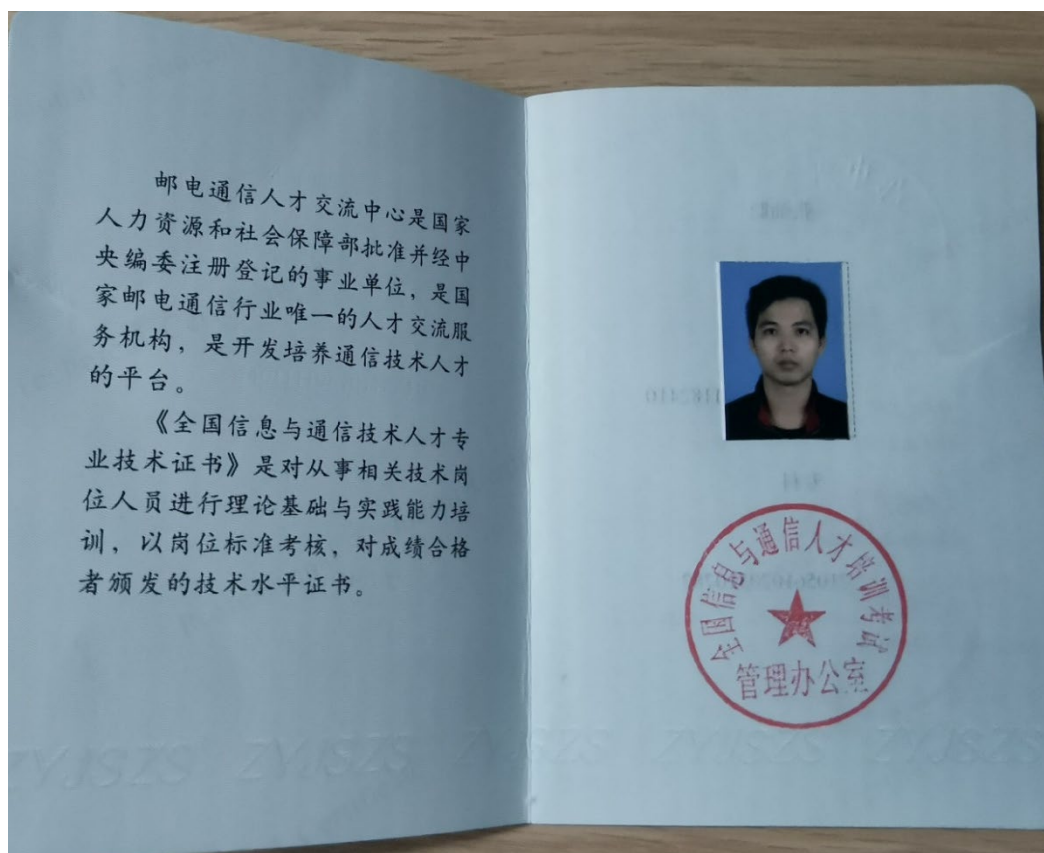 邮电通信人才交流中心是国家
人力资源和社会保障部批准并经中
央编委注册登记的事业单位，是国
家邮电通信行业唯一的人才交流服
务机构，是开发培养通信技术人才
的平台。
《全国信息与通信技术人才专
业技术证书》是对从事相关技术岗
位人员进行理论基础与实践能力培
训，以岗位标准考核，对成绩合格
者颁发的技术水平证书。
全国信息与通信人才培训考试
管理办公室
ZYJSZS ZYJSZS ZYJSZS ZYJSZS ZYJSZS